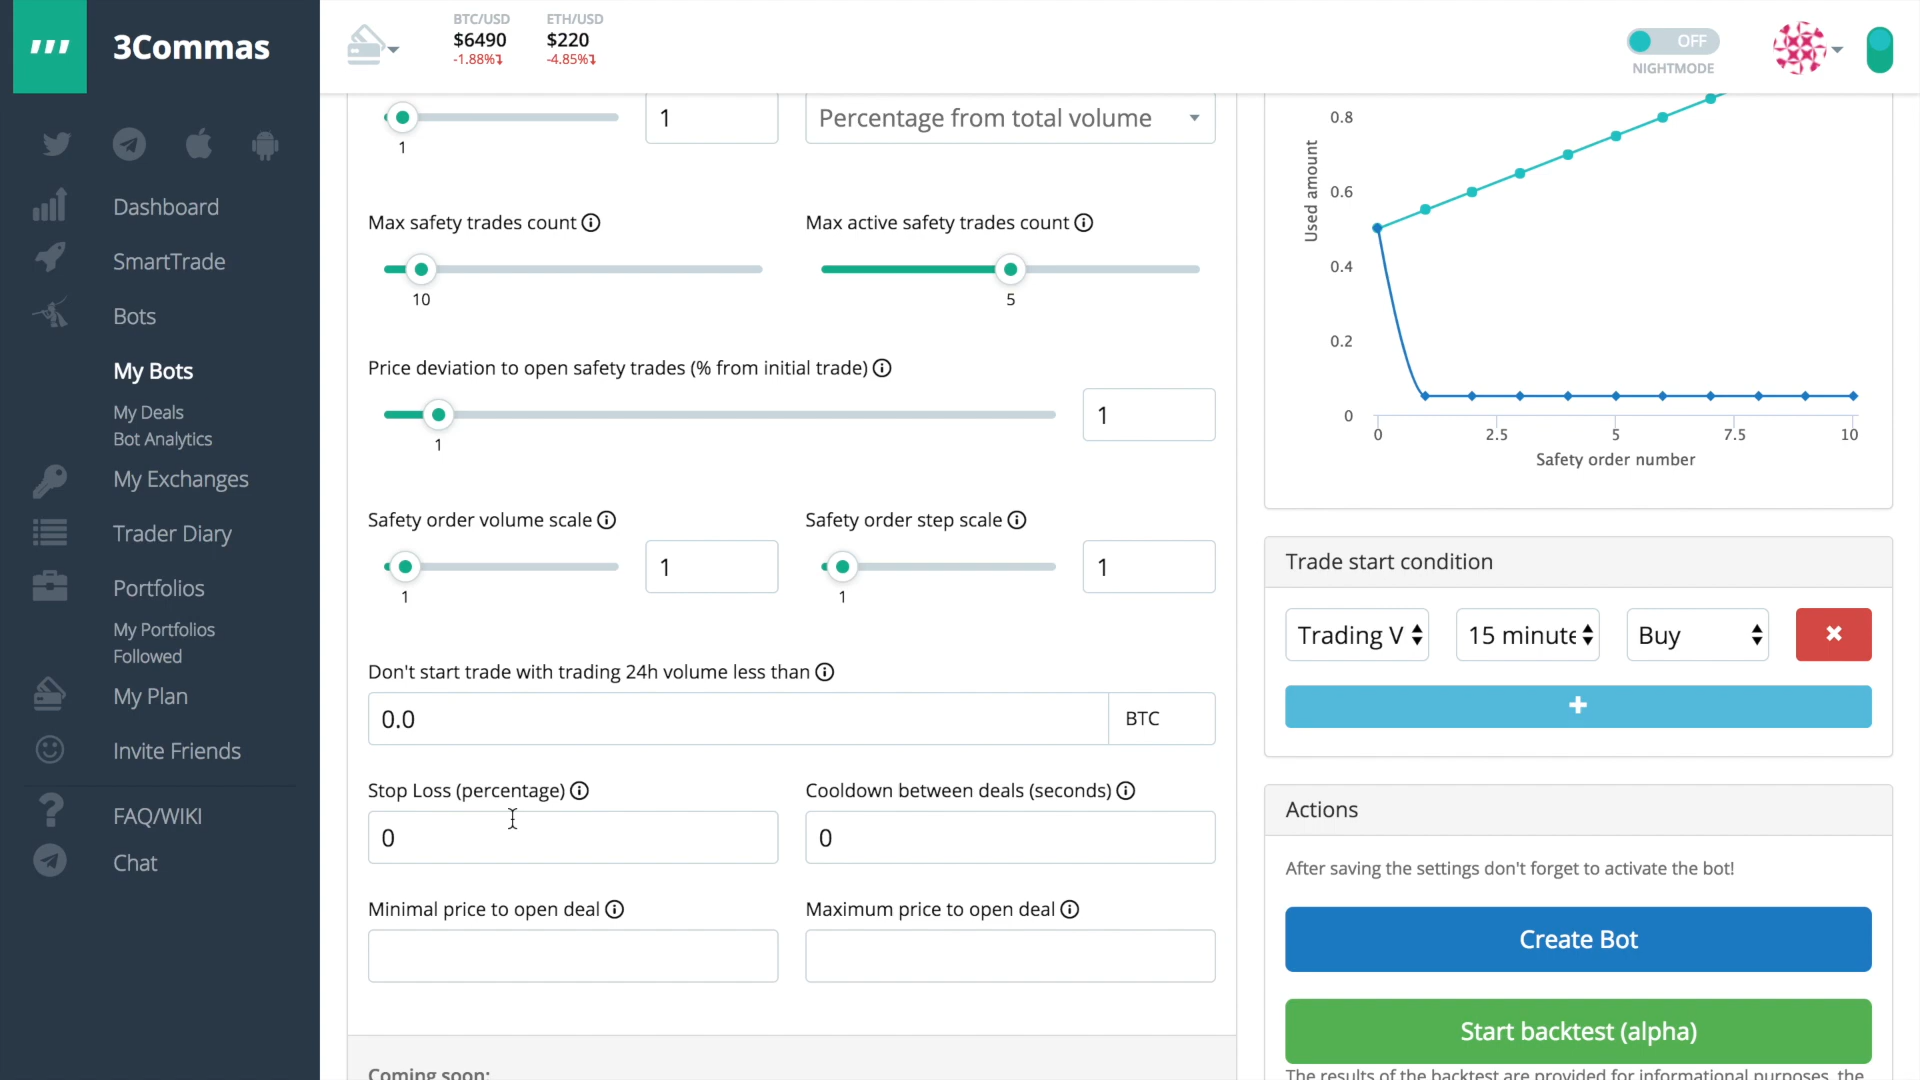 3Commas
BTC/USD
$6490
-1.88%
ETH/USD
$220
-4.85%
OFF
NIGHTMODE
Dashboard
SmartTrade
Bots
My Bots
My Deals
Bot Analytics
My Exchanges
Trader Diary
Portfolios
My Portfolios
Followed
My Plan
Invite Friends
FAQ/WIKI
Chat
1
1
Percentage from total volume
Max safety trades count
10
Max active safety trades count
5
Price deviation to open safety trades (% from initial trade)
1
1
Safety order volume scale
1
1
Safety order step scale
1
1
Don't start trade with trading 24h volume less than
0.0
BTC
Stop Loss (percentage)
0
Cooldown between deals (seconds)
0
Minimal price to open deal
Maximum price to open deal
Coming soon:
Used amount
0.8
0.6
0.4
0.2
0
0
2.5
5
7.5
10
Safety order number
Trade start condition
Trading V
15 minute
Buy
Actions
After saving the settings don't forget to activate the bot!
Create Bot
Start backtest (alpha)
The results of the backtest are provided for informational purposes, the